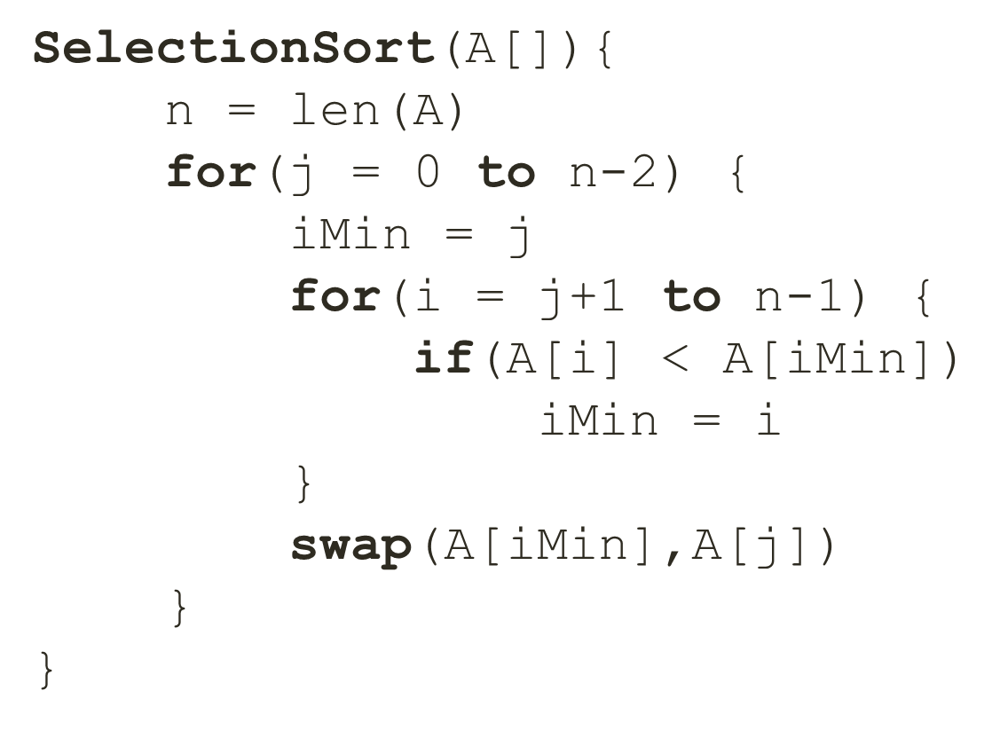 SelectionSort(A[]){
n = len(A)
for(j = 0 to n-2) {
iMin = j
for(i = j+1 to n-1) {
if(A[i] < A[iMin])
iMin = i
}
swap(A[iMin],A[j])
}
}